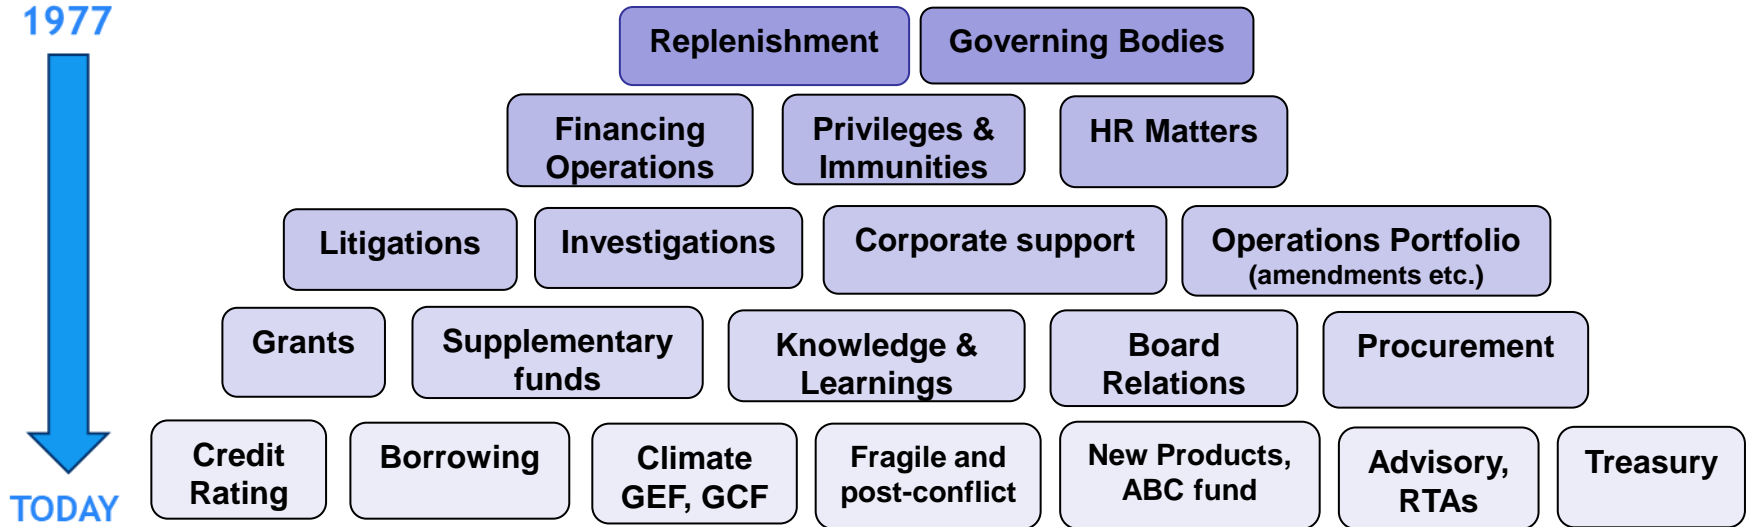 1977
Replenishment
Governing Bodies
Financing
Operations
Privileges &
Immunities
HR Matters
Litigations
Investigations
Corporate support
Operations Portfolio
(amendments etc.)
Grants
Supplementary
funds
Knowledge &
Learnings
Board
Relations
Procurement
Credit
Rating
Borrowing
Climate
GEF, GCF
Fragile and
post-conflict
New Products,
ABC fund
Advisory,
RTAs
Treasury
TODAY